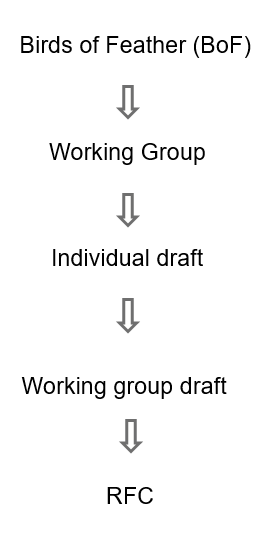 Birds of Feather (BoF)
Working Group
Individual draft
Working group draft
RFC